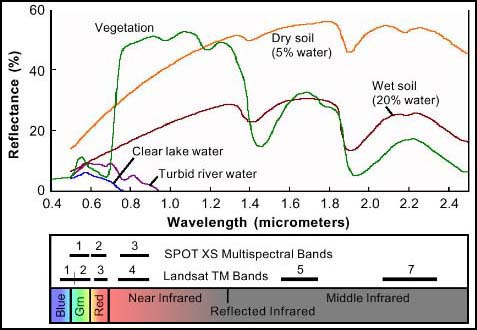 60
40
20
0
Reflectance (%)
Vegetation
Dry soil
(5% water)
Wet soil
(20% water)
Clear lake water
Turbid river water
0.4 0.6 0.8 1.0 1.2 1.4 1.6 1.8 2.0 2.2 2.4
Wavelength (micrometers)
1 2 3 SPOT XS Multispectral Bands
1 2 3 4 Landsat TM Bands 5 7
Blue Grn Red Near Infrared Middle Infrared
Reflected Infrared